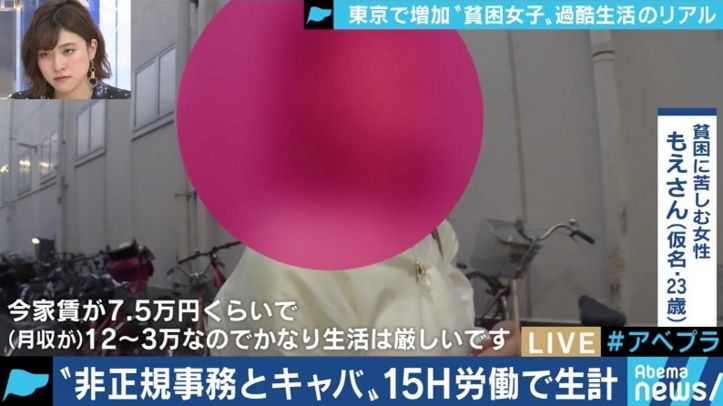 東京で増加〝貧困女子〟過酷生活のリアル
貧困に苦しむ女性
もえさん(仮名・23歳)
今家賃が7.5万円くらいで
(月収が)12～3万なのでかなり生活は厳しいです
LIVE #アベプラ
〝非正規事務とキャバ〟15H労働で生計
Abema
news/